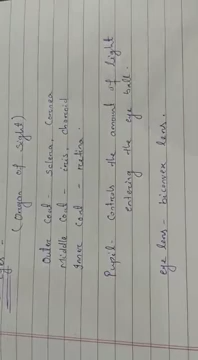 Eyes -
(Organ of sight)
Outer coat - sclera, Cornea
Middle Coat - iris, choroid
Inner coat - retina.
Pupil - Controls the amount of light
entering the eye ball.
eye lens - biconvex lens.